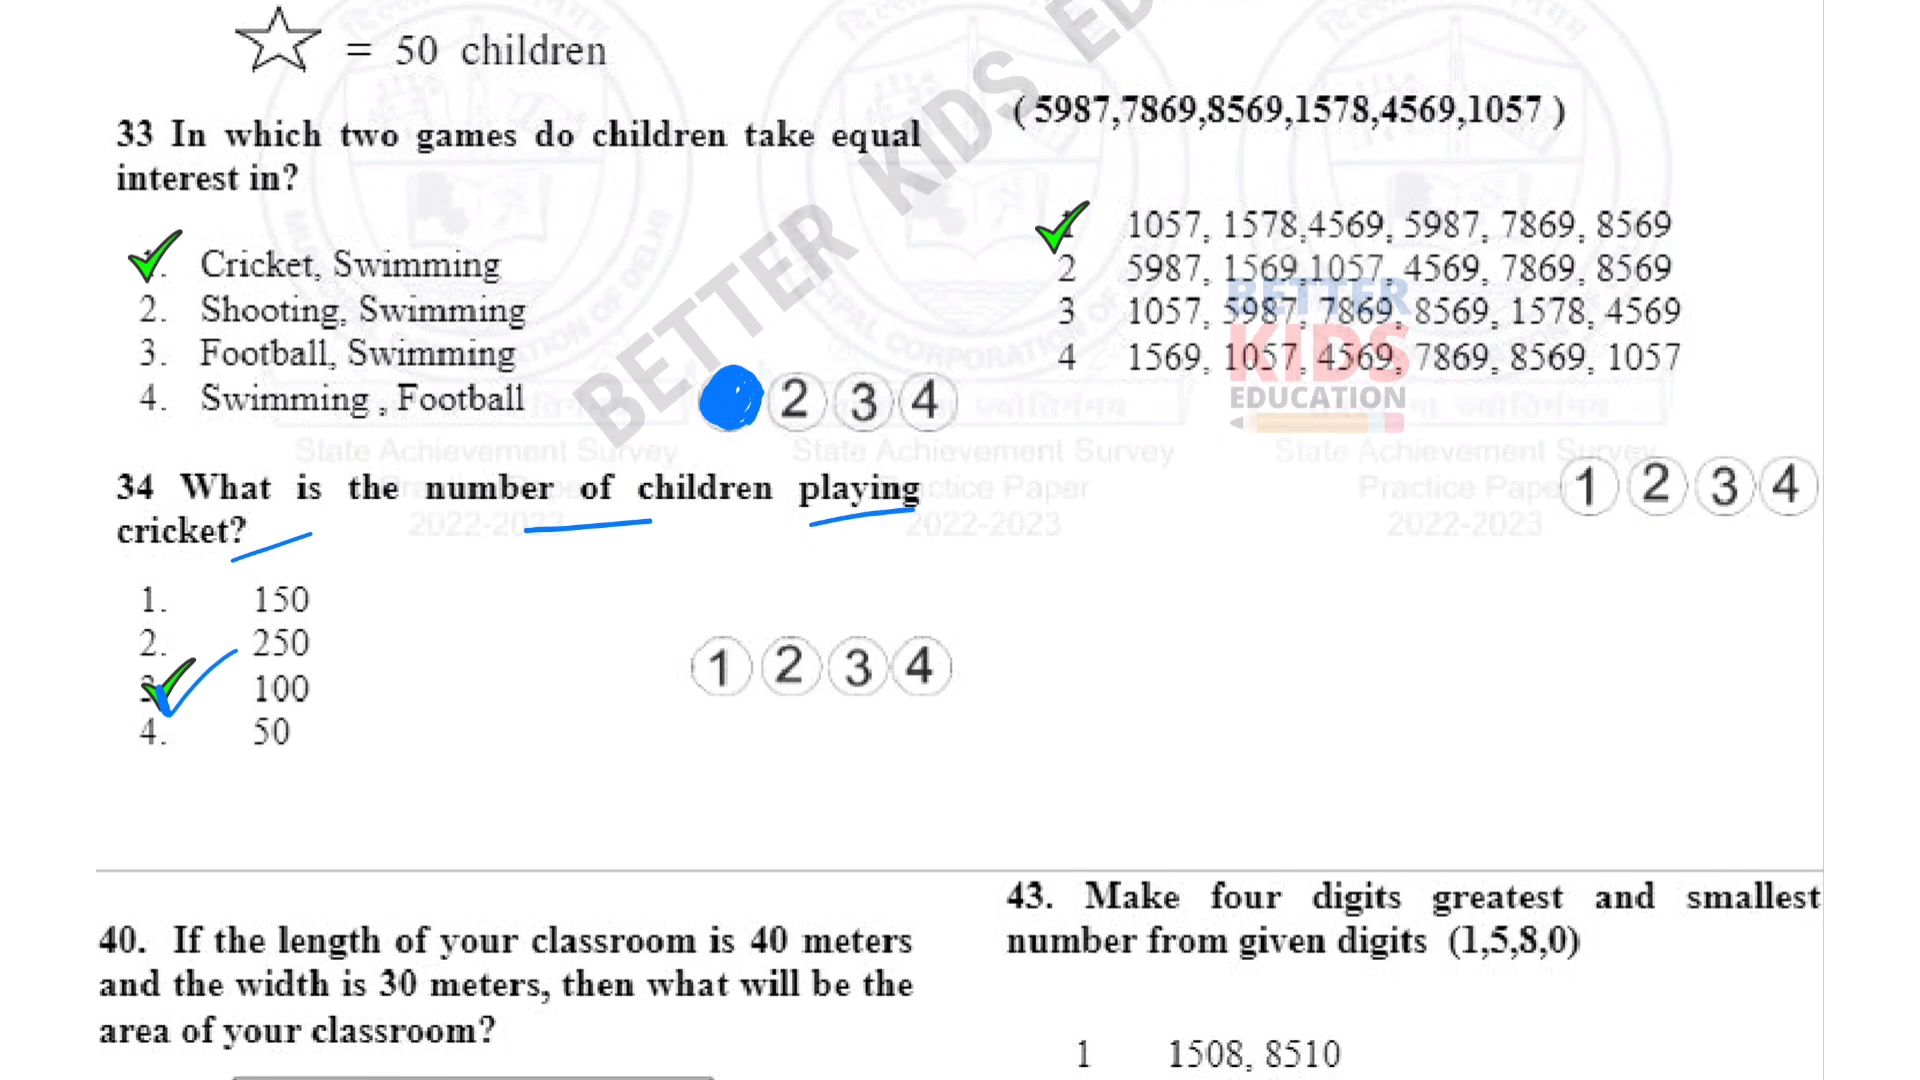 = 50 children
33 In which two games do children take equal
interest in?
Cricket, Swimming
2. Shooting, Swimming
3. Football, Swimming
4. Swimming , Football
2 3 4
34 What is the number of children playing
cricket?
1. 150
2. 250
100
4. 50
1 2 3 4
40. If the length of your classroom is 40 meters
and the width is 30 meters, then what will be the
area of your classroom?
( 5987,7869,8569,1578,4569,1057 )
1057, 1578,4569, 5987, 7869, 8569
2 5987, 1569,1057, 4569, 7869, 8569
3 1057, 5987, 7869, 8569, 1578, 4569
4 1569, 1057, 4569, 7869, 8569, 1057
1 2 3 4
43. Make four digits greatest and smallest
number from given digits (1,5,8,0)
1 1508, 8510
BETTER KIDS ED
BETTER
KIDS
EDUCATION
State Achievement Survey
Practice Paper
2022-2023
State Achievement Survey
Practice Paper
2022-2023
State Achievement Survey
Practice Paper
2022-2023